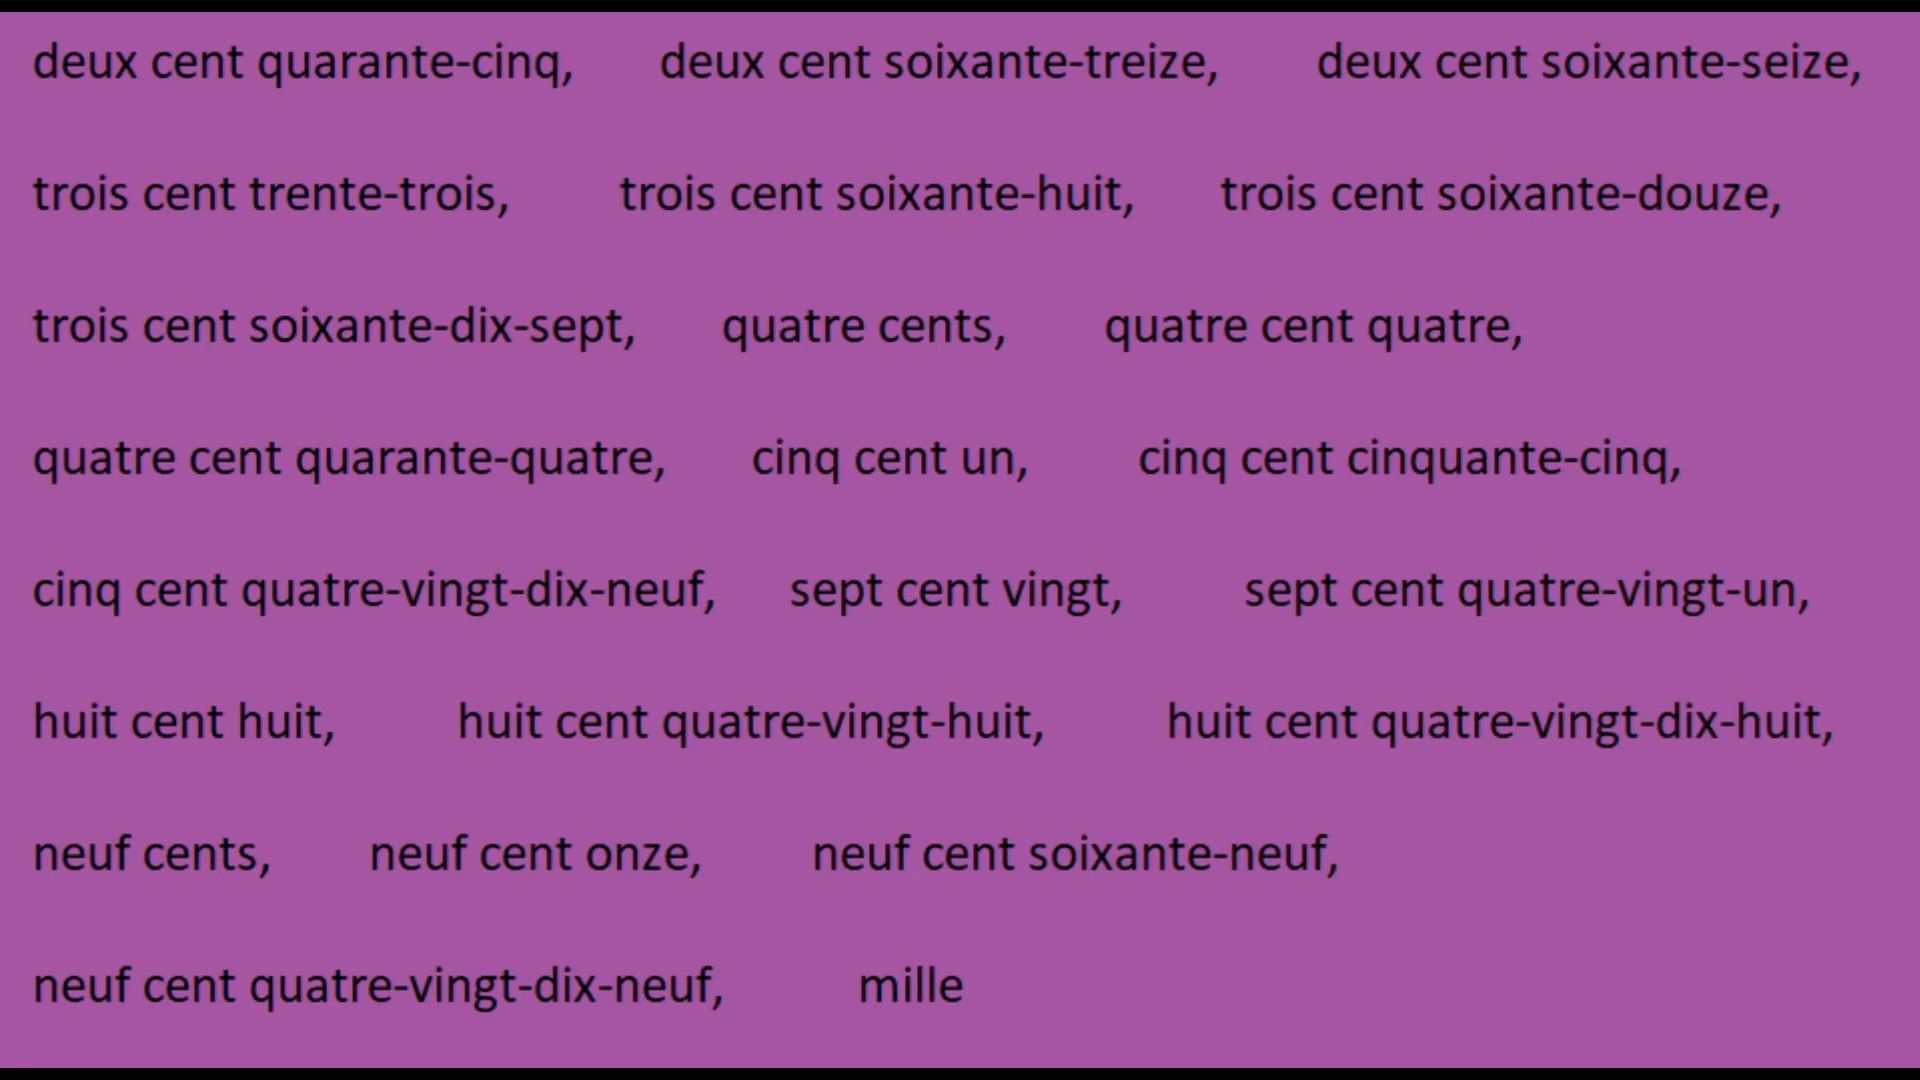 deux cent quarante-cinq, deux cent soixante-treize, deux cent soixante-seize,
trois cent trente-trois, trois cent soixante-huit, trois cent soixante-douze,
trois cent soixante-dix-sept, quatre cents, quatre cent quatre,
quatre cent quarante-quatre, cinq cent un, cinq cent cinquante-cinq,
cinq cent quatre-vingt-dix-neuf, sept cent vingt, sept cent quatre-vingt-un,
huit cent huit, huit cent quatre-vingt-huit, huit cent quatre-vingt-dix-huit,
neuf cents, neuf cent onze, neuf cent soixante-neuf,
neuf cent quatre-vingt-dix-neuf, mille